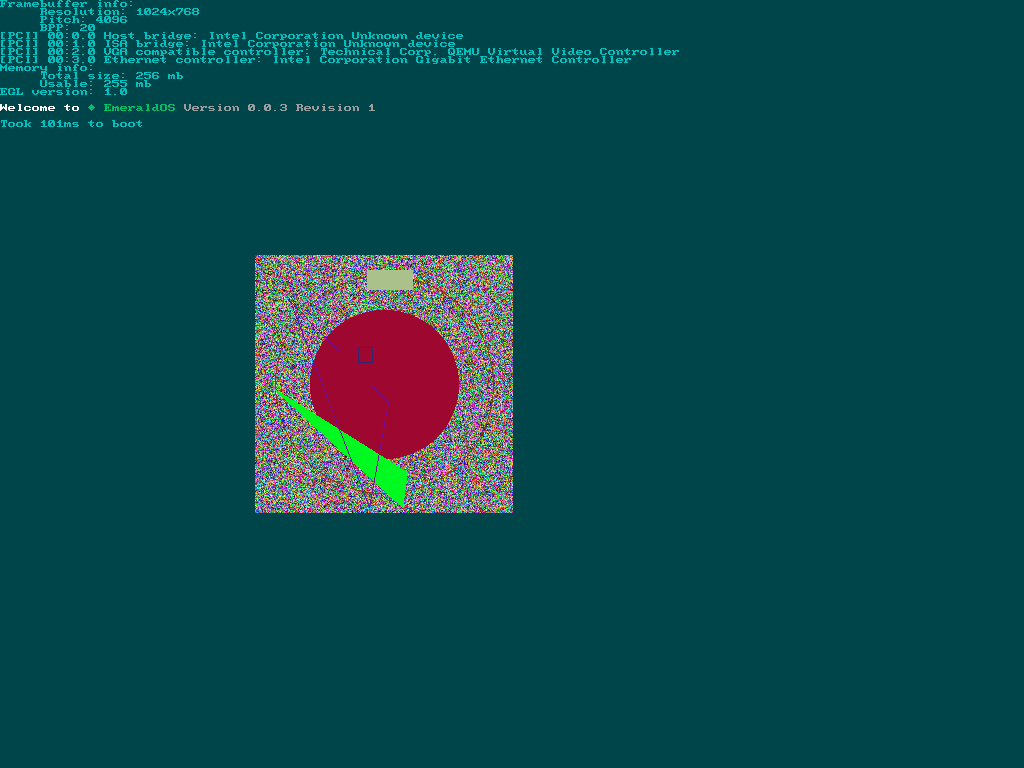 Framebuffer info:
Resolution: 1024x768
Pitch: 4096
BPP: 20
[PCI] 00:0.0 Host bridge: Intel Corporation Unknown device
[PCI] 00:1.0 ISA bridge: Intel Corporation Unknown device
[PCI] 00:2.0 VGA compatible controller: Technical Corp. QEMU Virtual Video Controller
[PCI] 00:3.0 Ethernet controller: Intel Corporation Gigabit Ethernet Controller
Memory info:
Total size: 256 mb
Usable: 255 mb
EGL version: 1.0
Welcome to ♦ EmeraldOS Version 0.0.3 Revision 1
Took 101ms to boot